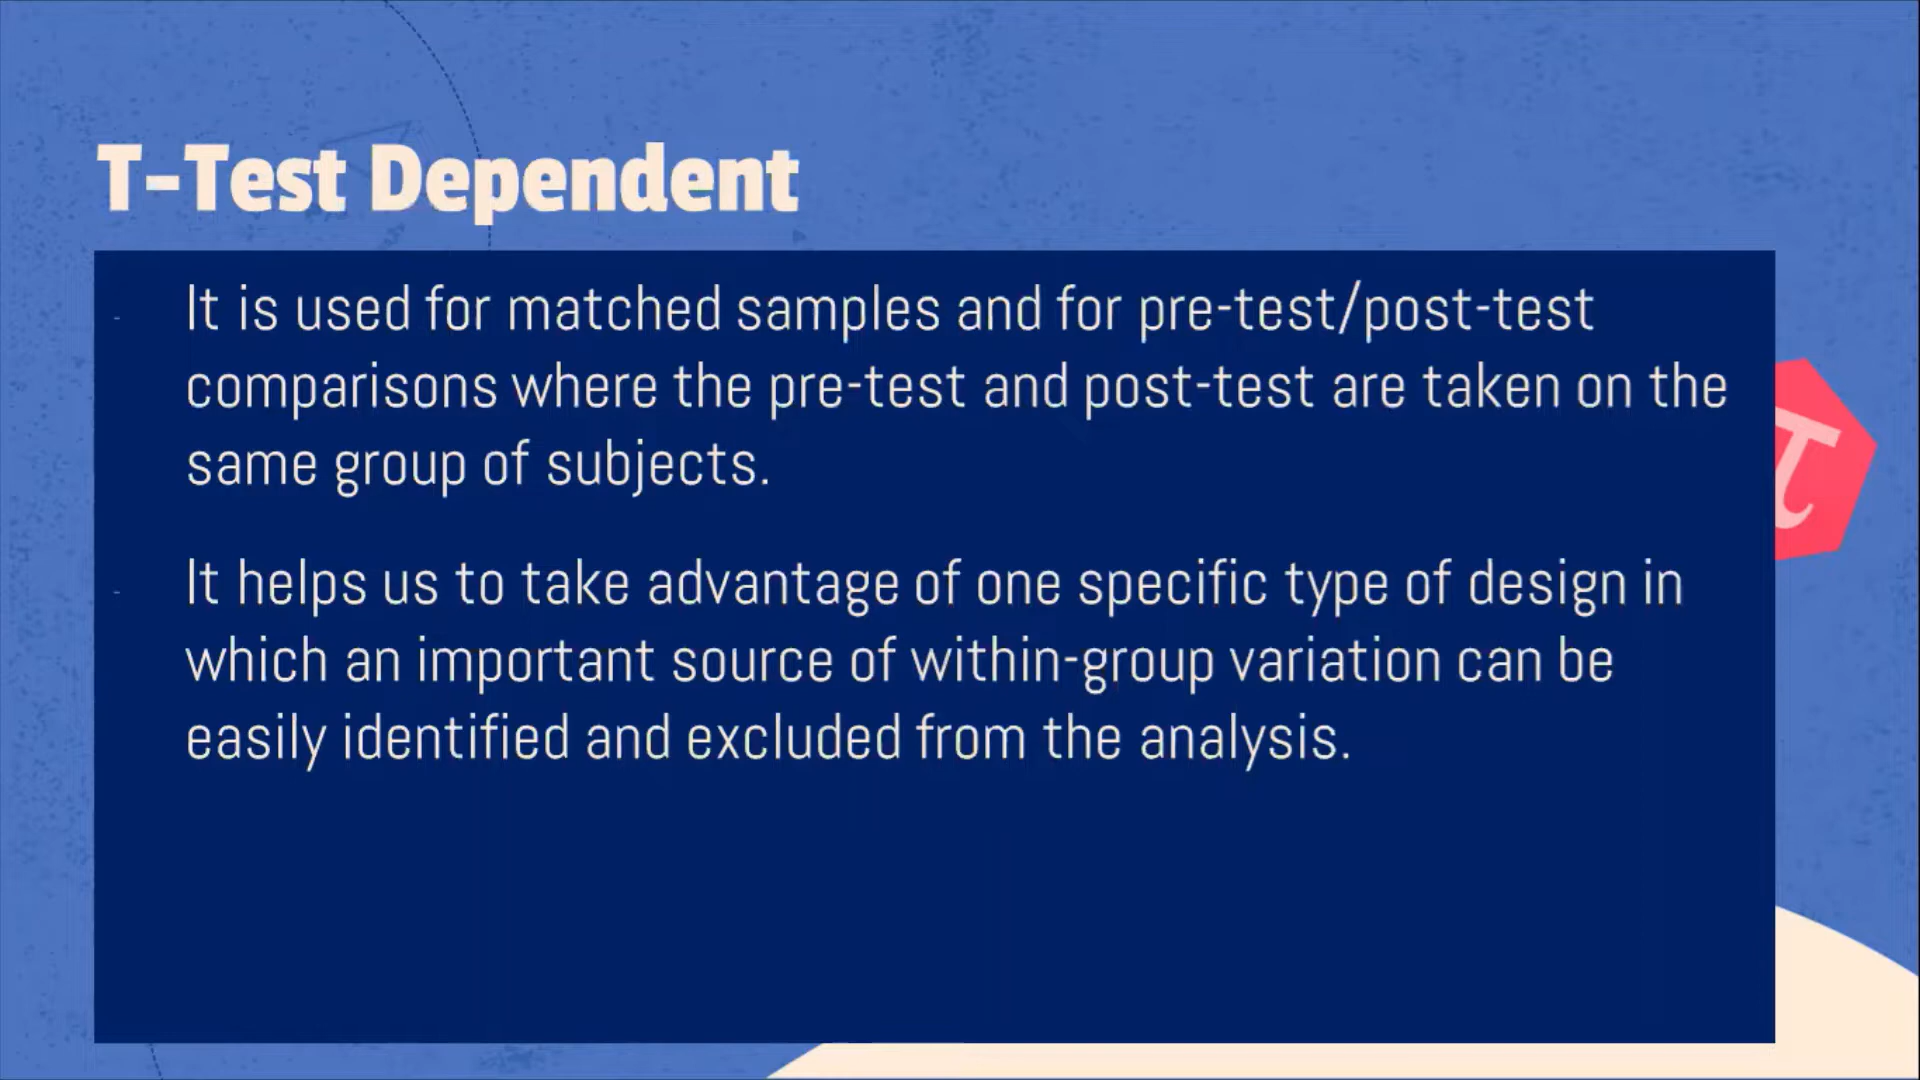 T-Test Dependent
- It is used for matched samples and for pre-test/post-test
comparisons where the pre-test and post-test are taken on the
same group of subjects.
- It helps us to take advantage of one specific type of design in
which an important source of within-group variation can be
easily identified and excluded from the analysis.
π